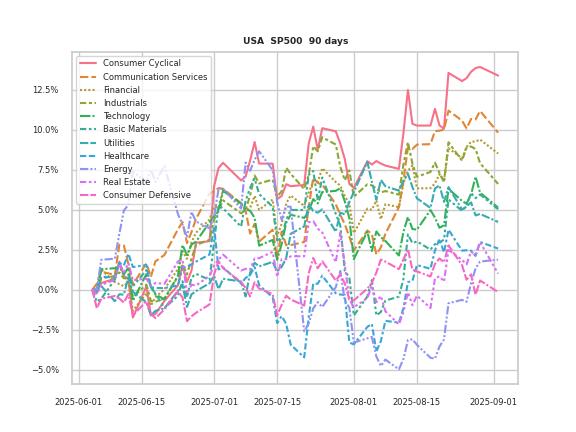 USA  SP500  90 days
Consumer Cyclical
Communication Services
Financial
Industrials
Technology
Basic Materials
Utilities
Healthcare
Energy
Real Estate
Consumer Defensive
12.5%
10.0%
7.5%
5.0%
2.5%
0.0%
−2.5%
−5.0%
2025-06-01 2025-06-15 2025-07-01 2025-07-15 2025-08-01 2025-08-15 2025-09-01